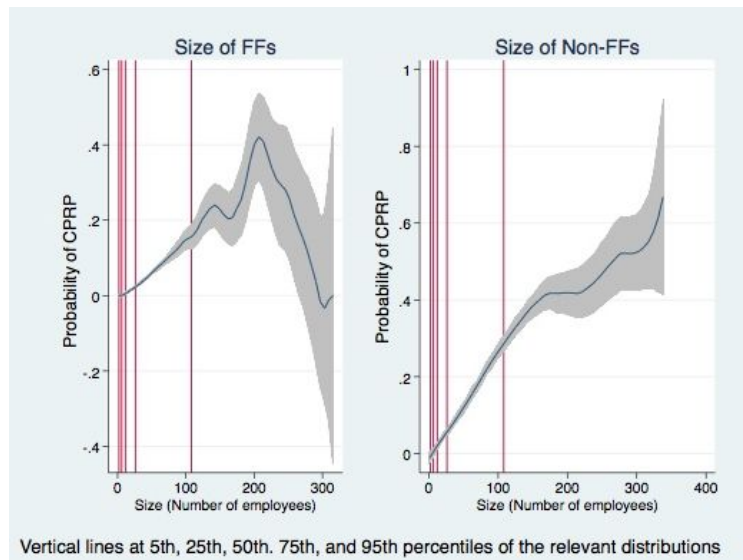 Size of FFs
Probability of CPRP
.6
.4
.2
0
-.2
-.4
0 100 200 300
Size (Number of employees)
Size of Non-FFs
Probability of CPRP
1
.8
.6
.4
.2
0
0 100 200 300 400
Size (Number of employees)
Vertical lines at 5th, 25th, 50th. 75th, and 95th percentiles of the relevant distributions